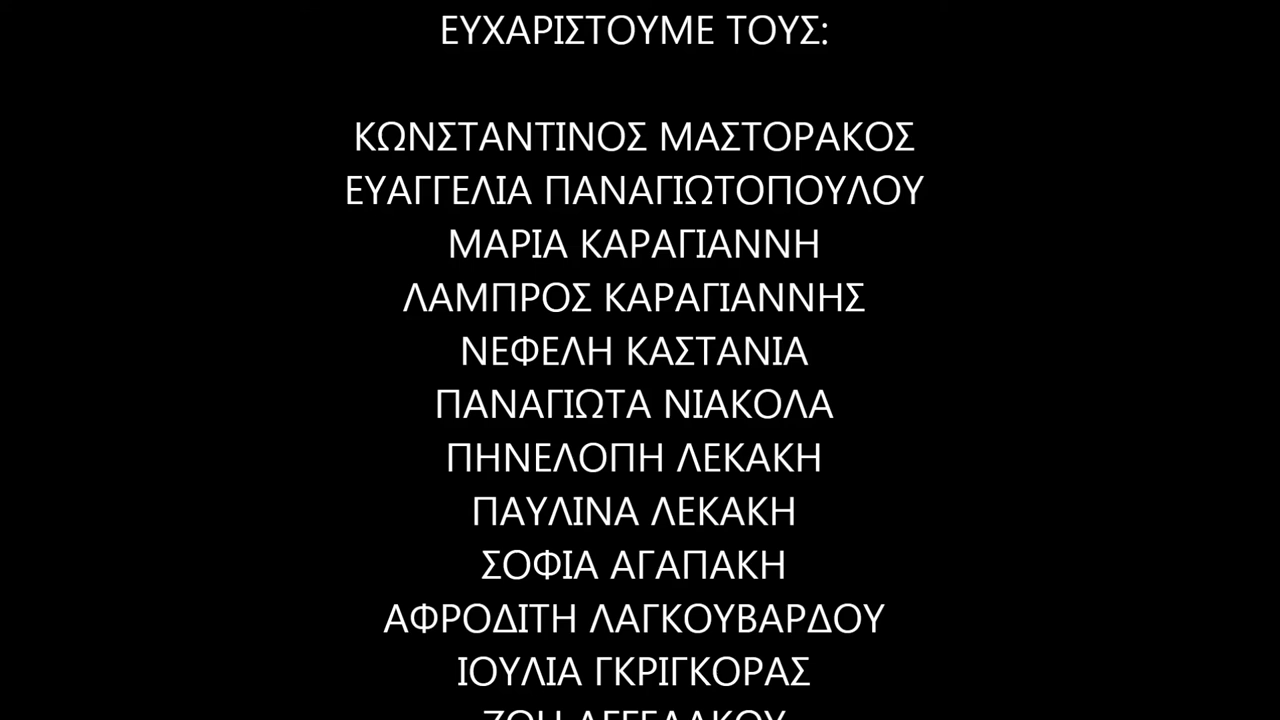 ΕΥΧΑΡΙΣΤΟΥΜΕ ΤΟΥΣ:
ΚΩΝΣΤΑΝΤΙΝΟΣ ΜΑΣΤΟΡΑΚΟΣ
ΕΥΑΓΓΕΛΙΑ ΠΑΝΑΓΙΩΤΟΠΟΥΛΟΥ
ΜΑΡΙΑ ΚΑΡΑΓΙΑΝΝΗ
ΛΑΜΠΡΟΣ ΚΑΡΑΓΙΑΝΝΗΣ
ΝΕΦΕΛΗ ΚΑΣΤΑΝΙΑ
ΠΑΝΑΓΙΩΤΑ ΝΙΑΚΟΛΑ
ΠΗΝΕΛΟΠΗ ΛΕΚΑΚΗ
ΠΑΥΛΙΝΑ ΛΕΚΑΚΗ
ΣΟΦΙΑ ΑΓΑΠΑΚΗ
ΑΦΡΟΔΙΤΗ ΛΑΓΚΟΥΒΑΡΔΟΥ
ΙΟΥΛΙΑ ΓΚΡΙΓΚΟΡΑΣ